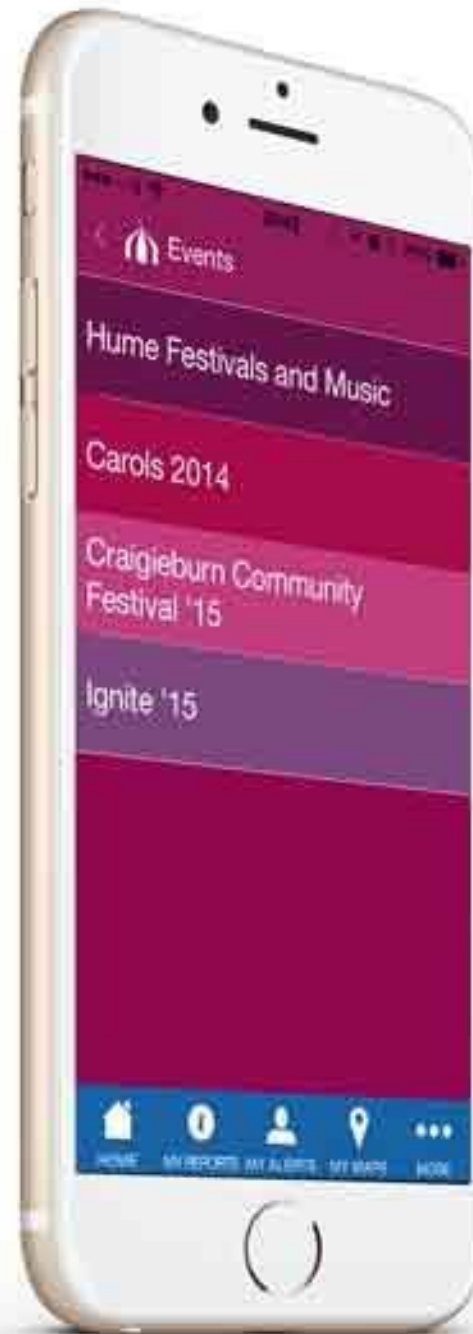 Events
Hume Festivals and Music
Carols 2014
Craigieburn Community
Festival '15
Ignite '15
HOME
MY REPORTS
MY ALERTS
MY MAPS
MORE